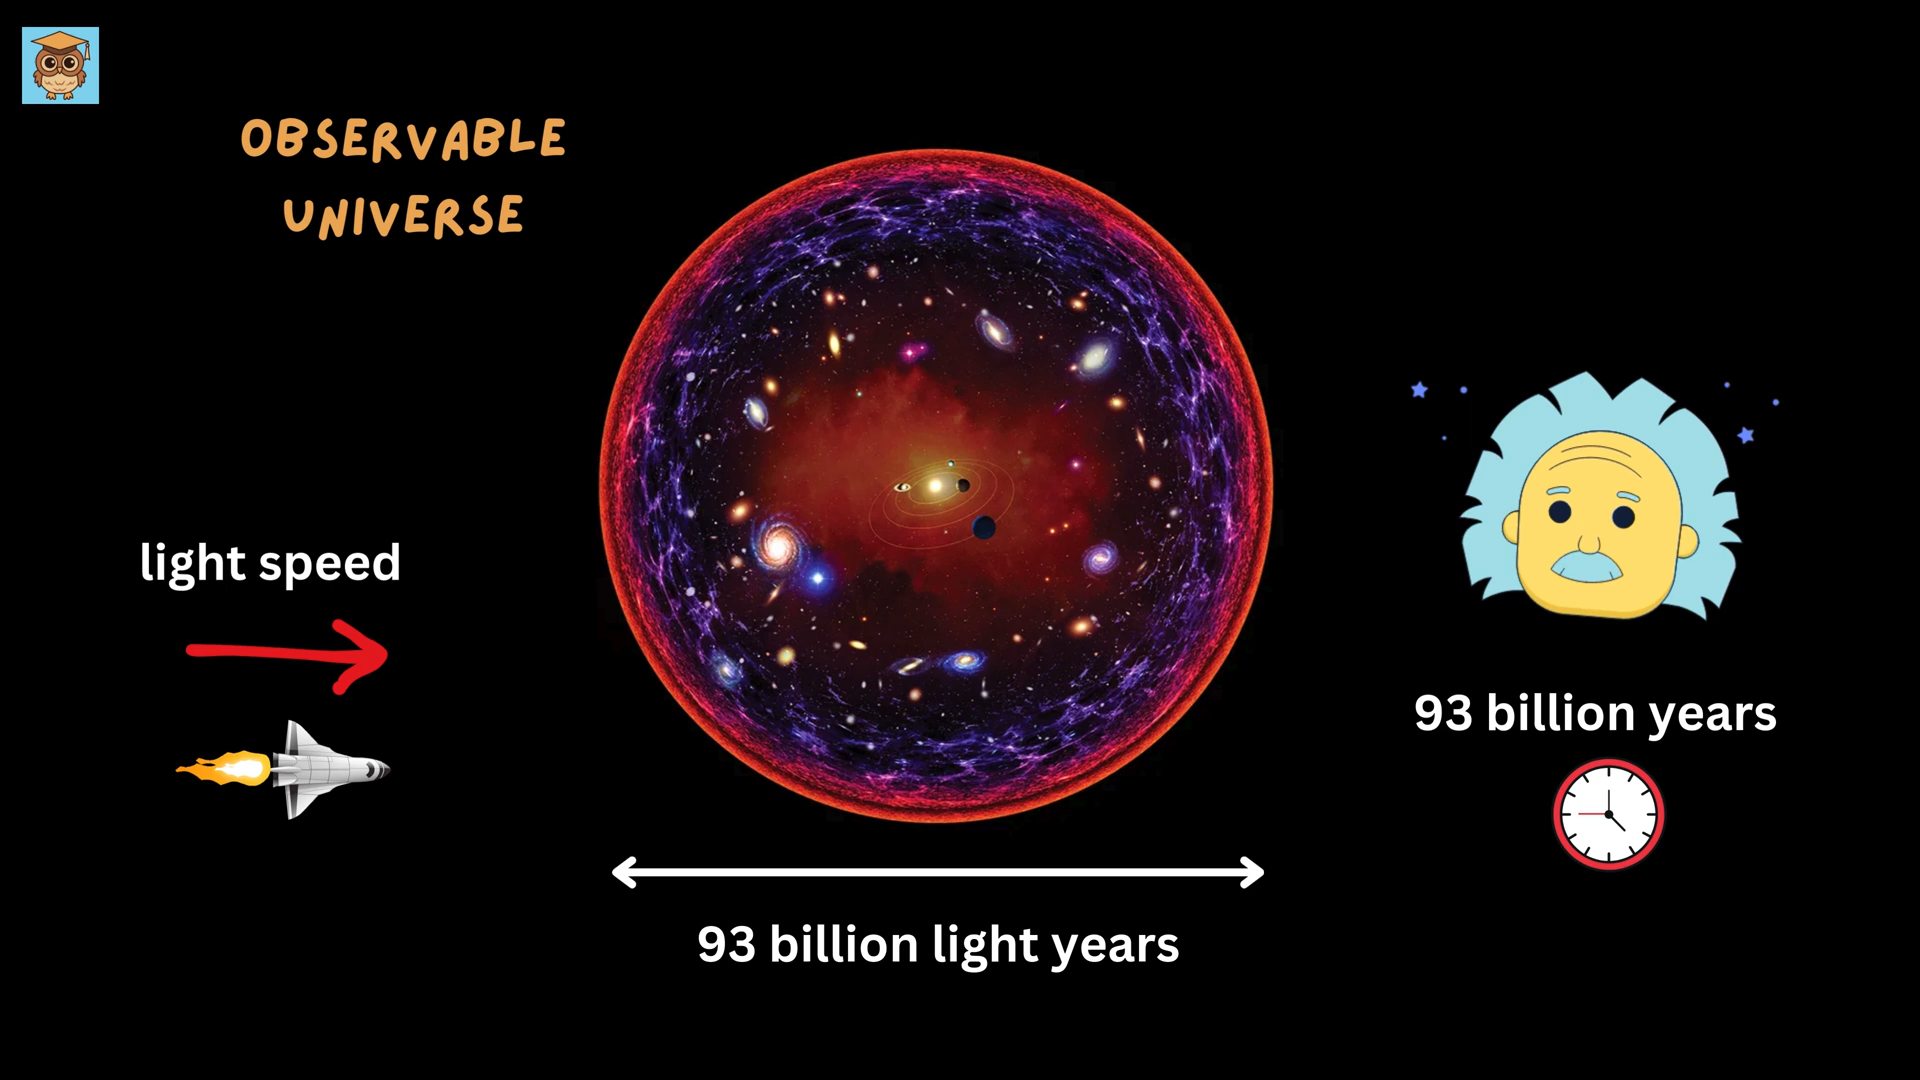 OBSERVABLE
UNIVERSE
light speed
93 billion years
93 billion light years